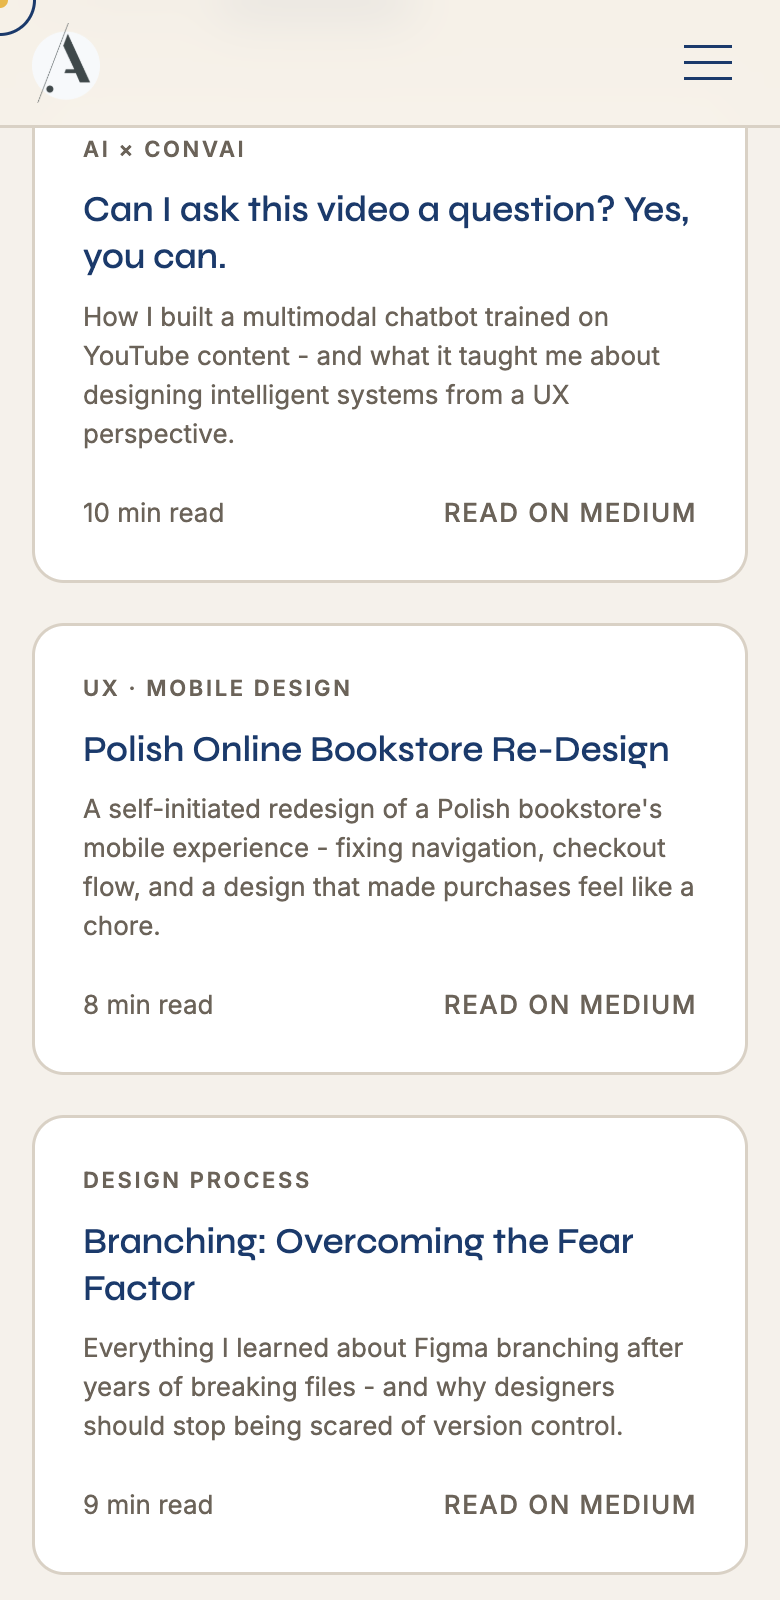 A
AI × CONVAI
Can I ask this video a question? Yes,
you can.
How I built a multimodal chatbot trained on
YouTube content - and what it taught me about
designing intelligent systems from a UX
perspective.
10 min read READ ON MEDIUM
UX · MOBILE DESIGN
Polish Online Bookstore Re-Design
A self-initiated redesign of a Polish bookstore's
mobile experience - fixing navigation, checkout
flow, and a design that made purchases feel like a
chore.
8 min read READ ON MEDIUM
DESIGN PROCESS
Branching: Overcoming the Fear
Factor
Everything I learned about Figma branching after
years of breaking files - and why designers
should stop being scared of version control.
9 min read READ ON MEDIUM